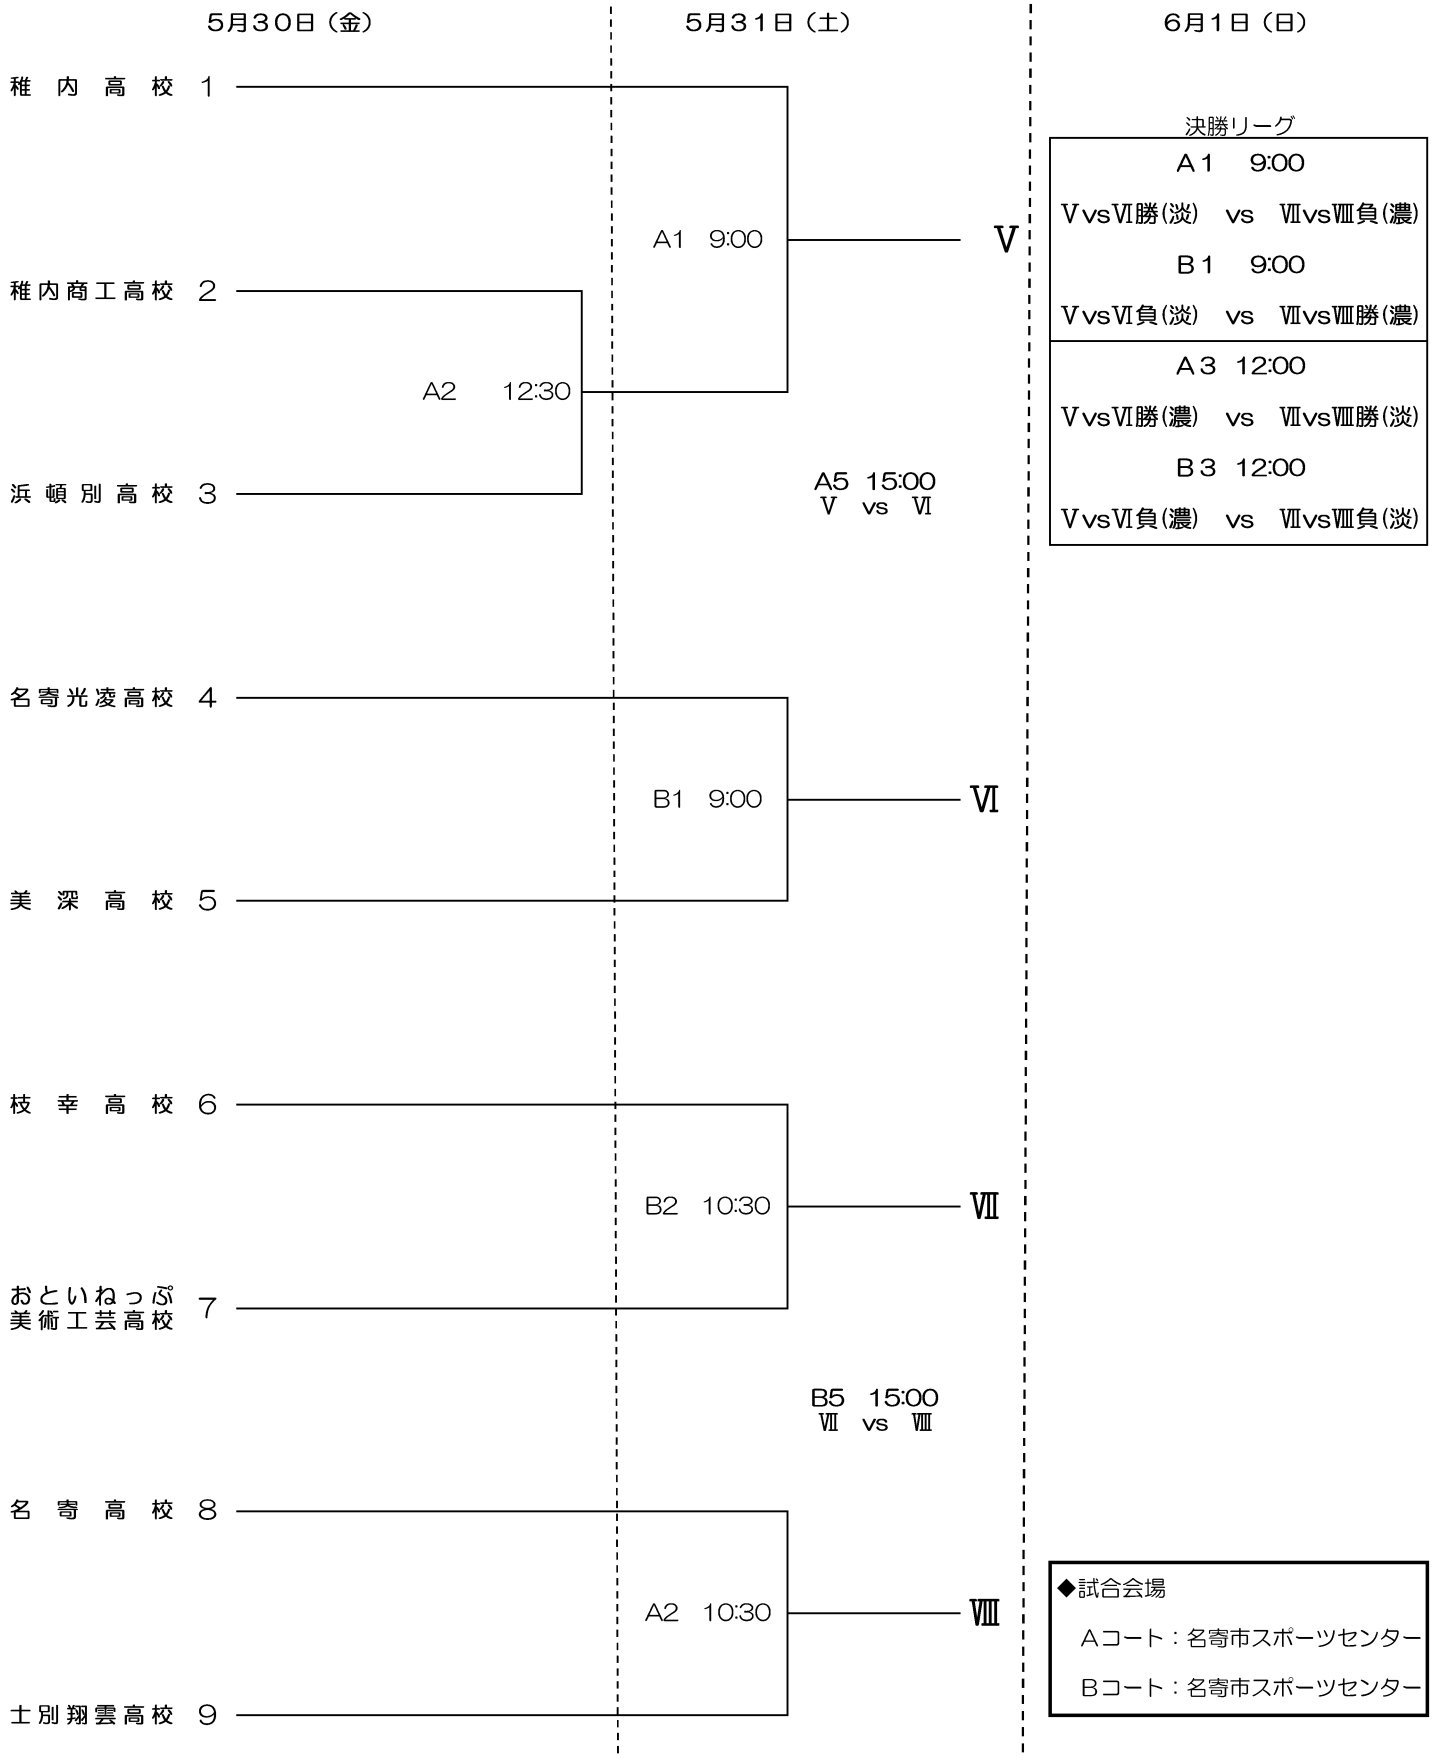 5月30日（金）
5月31日（土）
6月1日（日）
稚内高校 1
A1 9:00
Ⅴ
稚内商工高校 2
A2 12:30
浜頓別高校 3
A5 15:00
Ⅴ vs Ⅵ
名寄光凌高校 4
B1 9:00
Ⅵ
美深高校 5
枝幸高校 6
B2 10:30
Ⅶ
おといねっぷ
美術工芸高校 7
B5 15:00
Ⅶ vs Ⅷ
名寄高校 8
A2 10:30
Ⅷ
士別翔雲高校 9
決勝リーグ
A1 9:00
ⅤvsⅥ勝(淡) vs ⅦvsⅧ負(濃)
B1 9:00
ⅤvsⅥ負(淡) vs ⅦvsⅧ勝(濃)
A3 12:00
ⅤvsⅥ勝(濃) vs ⅦvsⅧ勝(淡)
B3 12:00
ⅤvsⅥ負(濃) vs ⅦvsⅧ負(淡)
◆試合会場
Aコート：名寄市スポーツセンター
Bコート：名寄市スポーツセンター